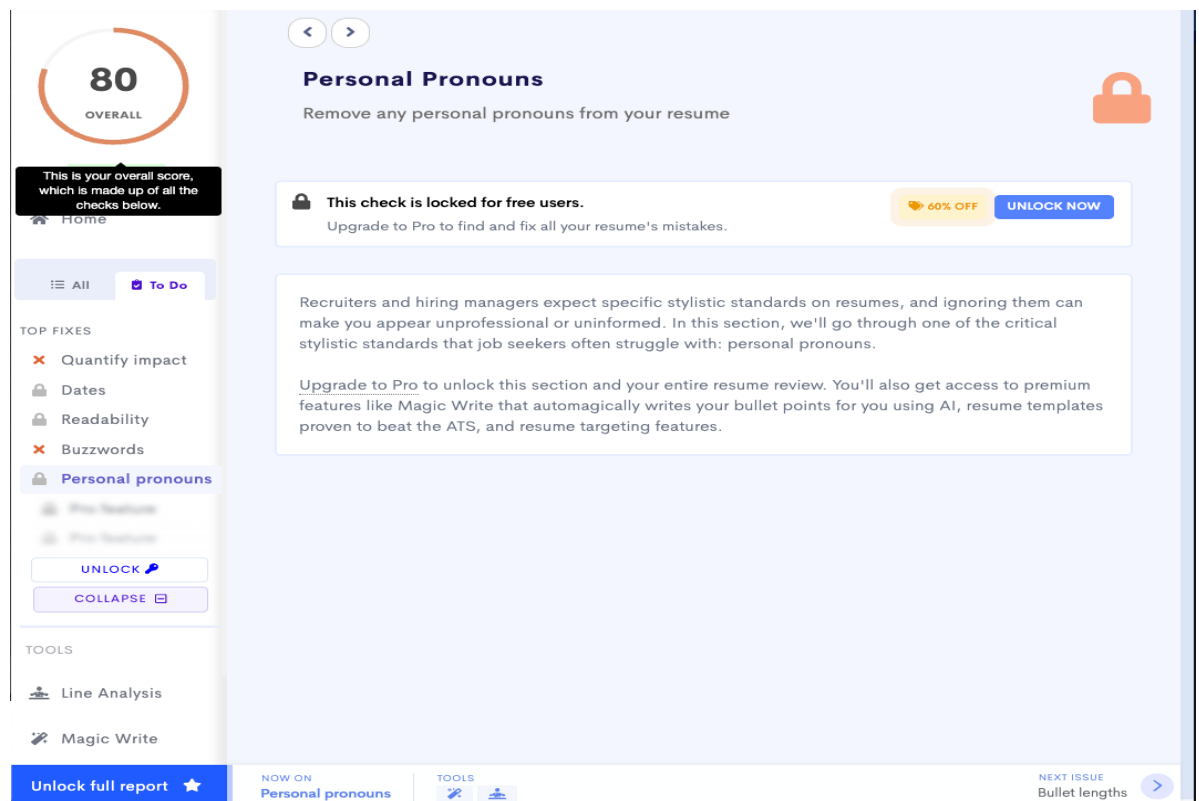 80
OVERALL
This is your overall score,
which is made up of all the
checks below.
Home
All
To Do
TOP FIXES
Quantify impact
Dates
Readability
Buzzwords
Personal pronouns
Pro feature
Pro feature
UNLOCK
COLLAPSE
TOOLS
Line Analysis
Magic Write
Unlock full report
Personal Pronouns
Remove any personal pronouns from your resume
This check is locked for free users.
Upgrade to Pro to find and fix all your resume's mistakes.
60% OFF
UNLOCK NOW
Recruiters and hiring managers expect specific stylistic standards on resumes, and ignoring them can
make you appear unprofessional or uninformed. In this section, we'll go through one of the critical
stylistic standards that job seekers often struggle with: personal pronouns.
Upgrade to Pro to unlock this section and your entire resume review. You'll also get access to premium
features like Magic Write that automagically writes your bullet points for you using AI, resume templates
proven to beat the ATS, and resume targeting features.
NOW ON
Personal pronouns
TOOLS
NEXT ISSUE
Bullet lengths